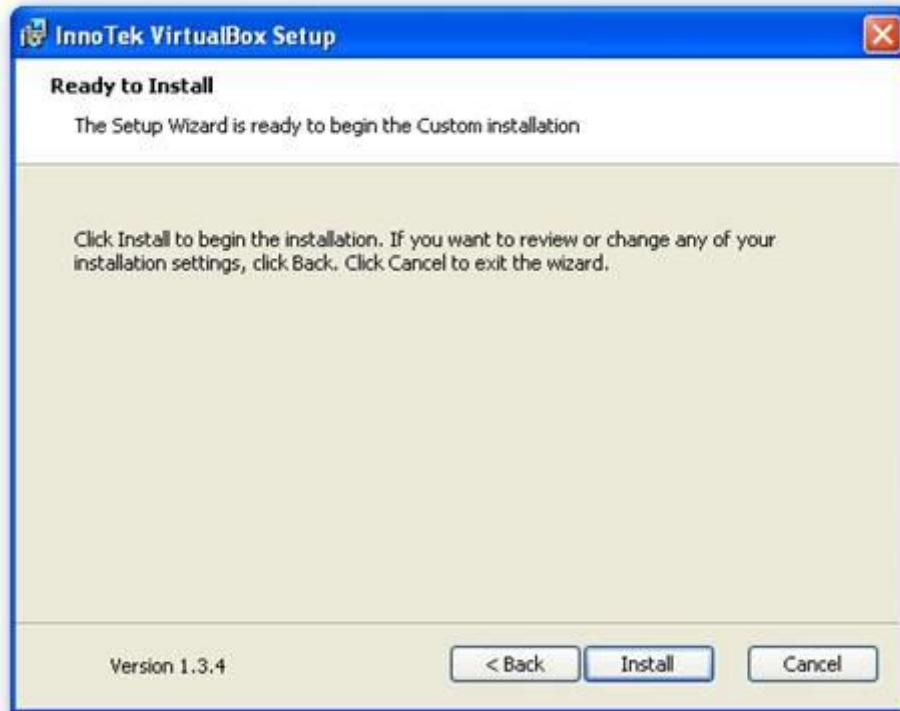 InnoTek VirtualBox Setup
Ready to Install
The Setup Wizard is ready to begin the Custom installation
Click Install to begin the installation. If you want to review or change any of your
installation settings, click Back. Click Cancel to exit the wizard.
Version 1.3.4
< Back
Install
Cancel